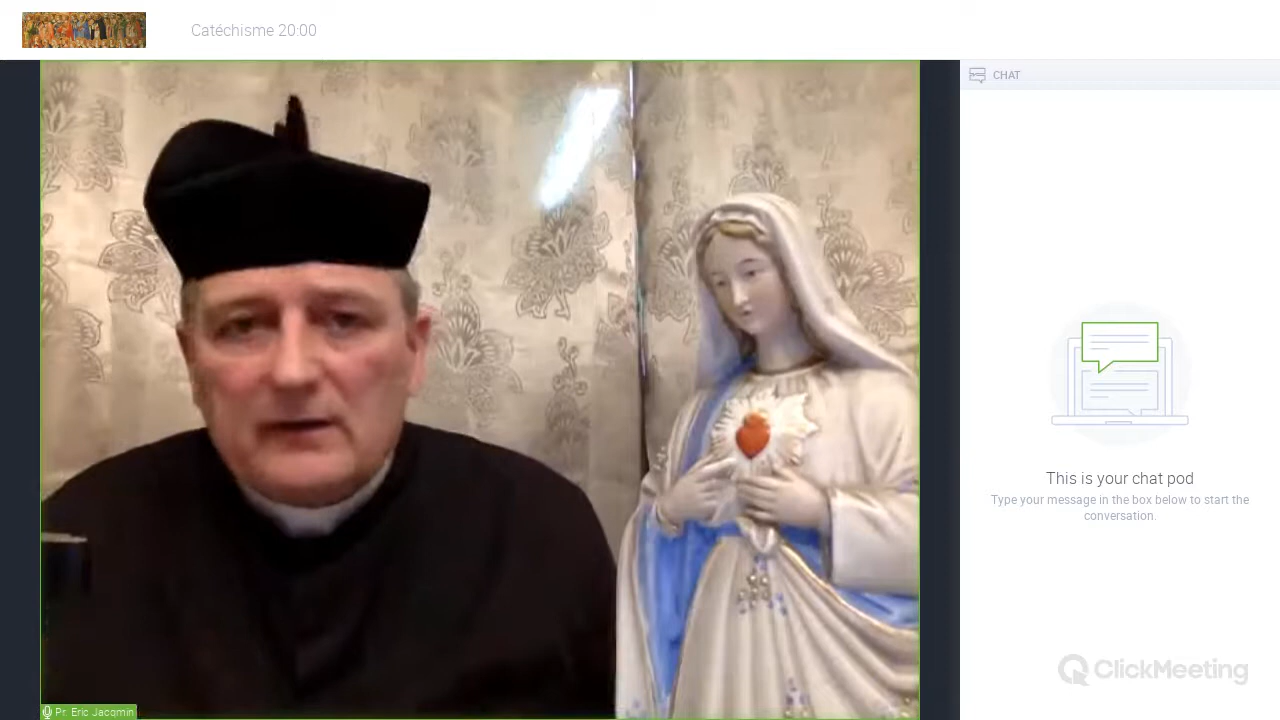 Catéchisme 20:00
CHAT
This is your chat pod
Type your message in the box below to start the
conversation.
ClickMeeting
Pr. Eric Jacqmin